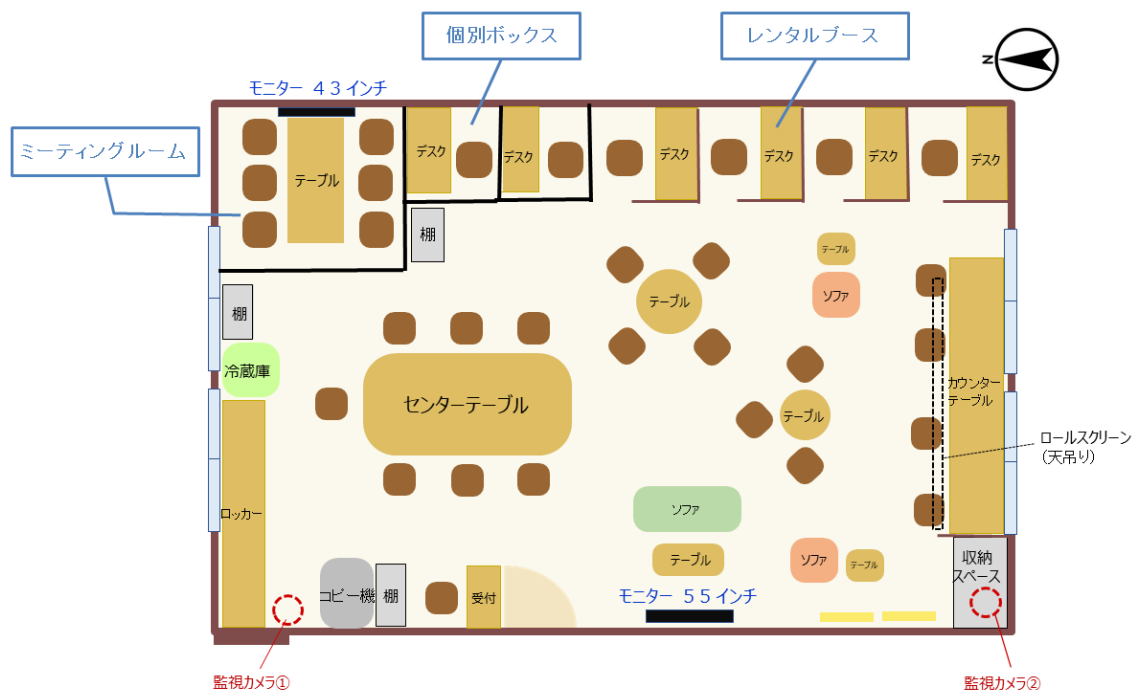 個別ボックス
レンタルブース
N
モニター 43インチ
ミーティングルーム
テーブル
デスク
デスク
デスク
デスク
デスク
デスク
棚
テーブル
ソファ
テーブル
棚
冷蔵庫
センターテーブル
テーブル
カウンター
テーブル
ロールスクリーン
(天吊り)
ロッカー
ソファ
テーブル
ソファ
テーブル
収納
スペース
コピー機
棚
受付
モニター 55インチ
監視カメラ①
監視カメラ②